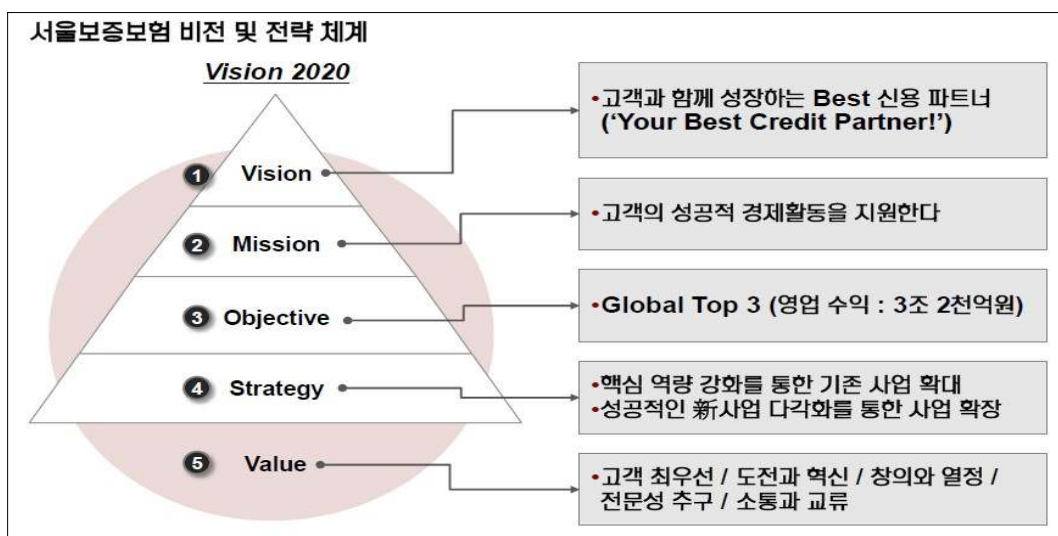 서울보증보험 비전 및 전략 체계
Vision 2020
1 Vision
•고객과 함께 성장하는 Best 신용 파트너
('Your Best Credit Partner!')
2 Mission
•고객의 성공적 경제활동을 지원한다
3 Objective
•Global Top 3 (영업 수익 : 3조 2천억원)
4 Strategy
•핵심 역량 강화를 통한 기존 사업 확대
•성공적인 新사업 다각화를 통한 사업 확장
5 Value
•고객 최우선 / 도전과 혁신 / 창의와 열정 /
전문성 추구 / 소통과 교류